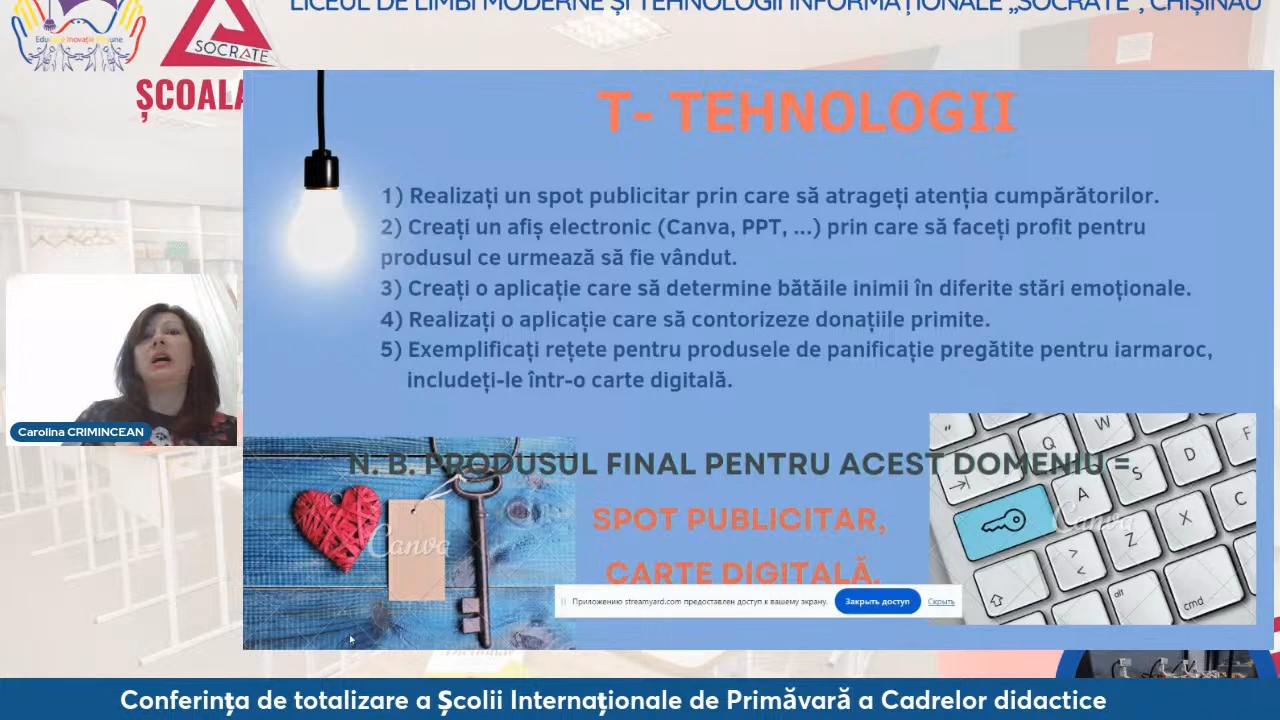 LICEUL DE LIMBI MODERNE ȘI TEHNOLOGII INFORMAȚIONALE „SOCRATE", CHIȘINĂU
SOCRATE
ȘCOALA
T- TEHNOLOGII
1) Realizați un spot publicitar prin care să atrageți atenția cumpărătorilor.
2) Creați un afiș electronic (Canva, PPT, ...) prin care să faceți profit pentru
produsul ce urmează să fie vândut.
3) Creați o aplicație care să determine bătăile inimii în diferite stări emoționale.
4) Realizați o aplicație care să contorizeze donațiile primite.
5) Exemplificați rețete pentru produsele de panificație pregătite pentru iarmaroc,
includeți-le într-o carte digitală.
Carolina CRIMINCEAN
N. B. PRODUSUL FINAL PENTRU ACEST DOMENIU =
SPOT PUBLICITAR,
CARTE DIGITALĂ.
Canva
Canva
Q W
A S D F
Z X C
alt
cmd
Приложению streamyard.com предоставлен доступ к вашему экрану.
Закрыть доступ
Скрыть
Conferința de totalizare a Școlii Internaționale de Primăvară a Cadrelor didactice